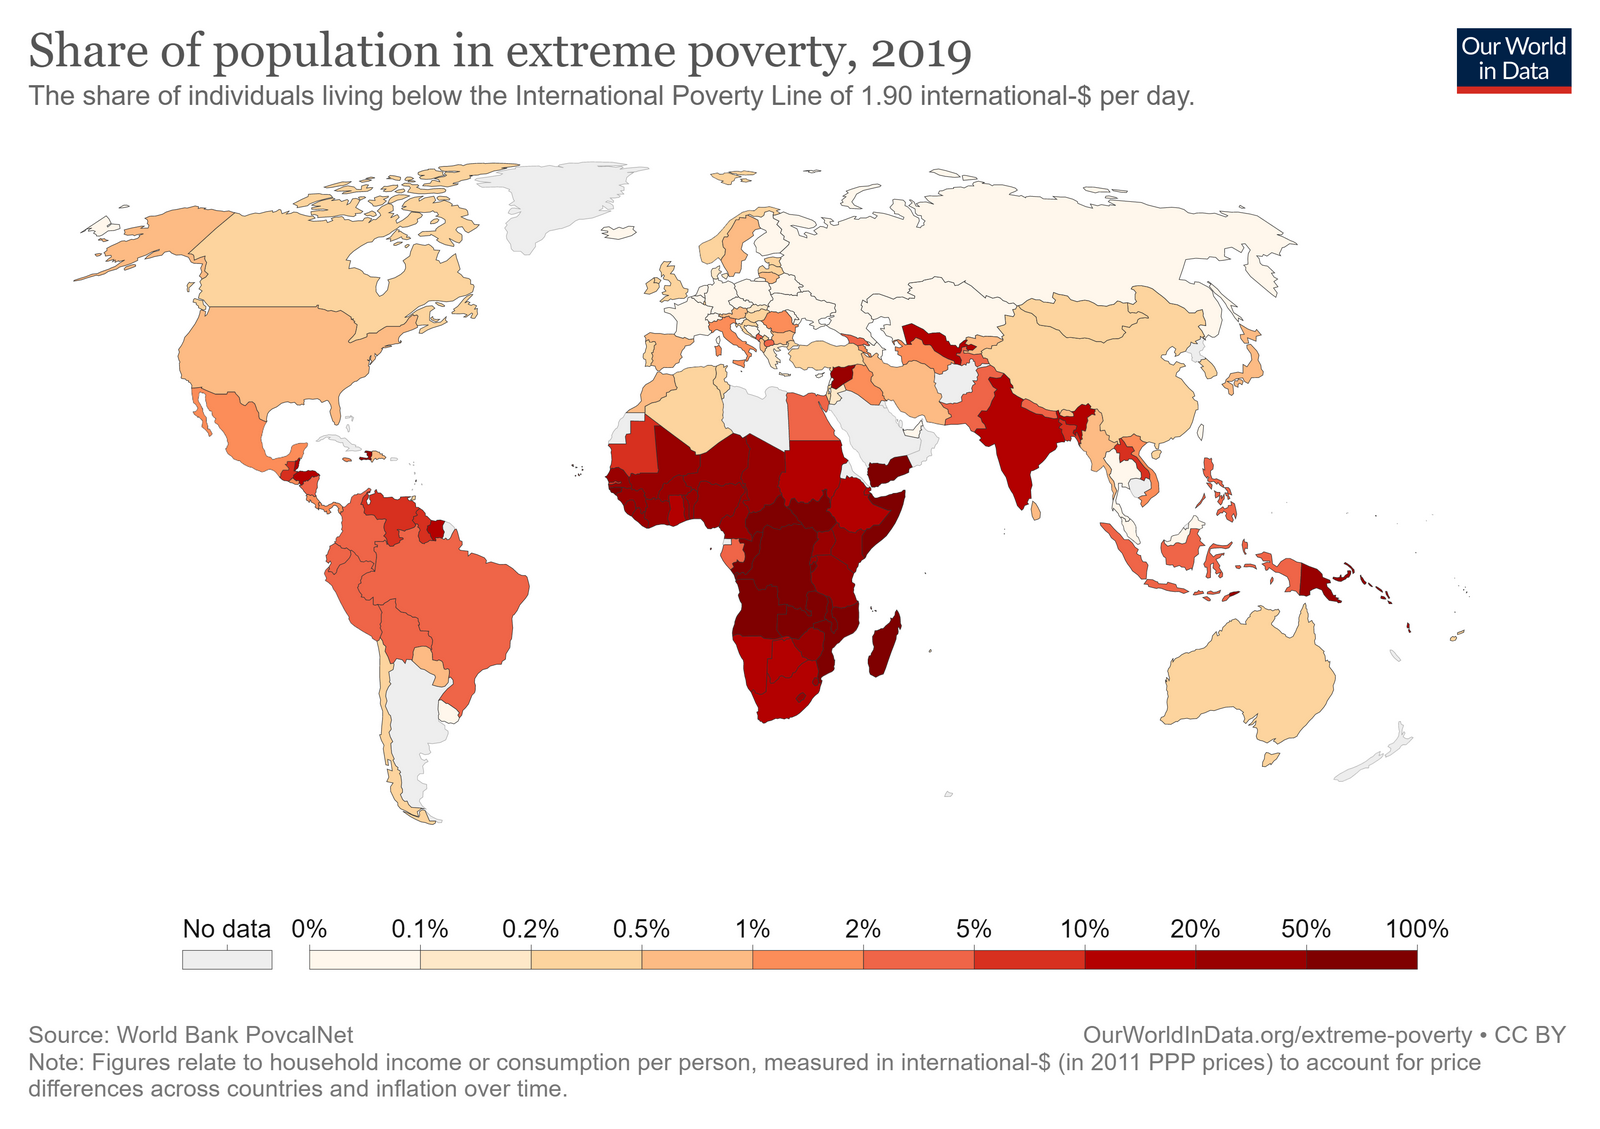 Share of population in extreme poverty, 2019
The share of individuals living below the International Poverty Line of 1.90 international-$ per day.
Our World
in Data
No data 0% 0.1% 0.2% 0.5% 1% 2% 5% 10% 20% 50% 100%
Source: World Bank PovcalNet
OurWorldInData.org/extreme-poverty • CC BY
Note: Figures relate to household income or consumption per person, measured in international-$ (in 2011 PPP prices) to account for price
differences across countries and inflation over time.